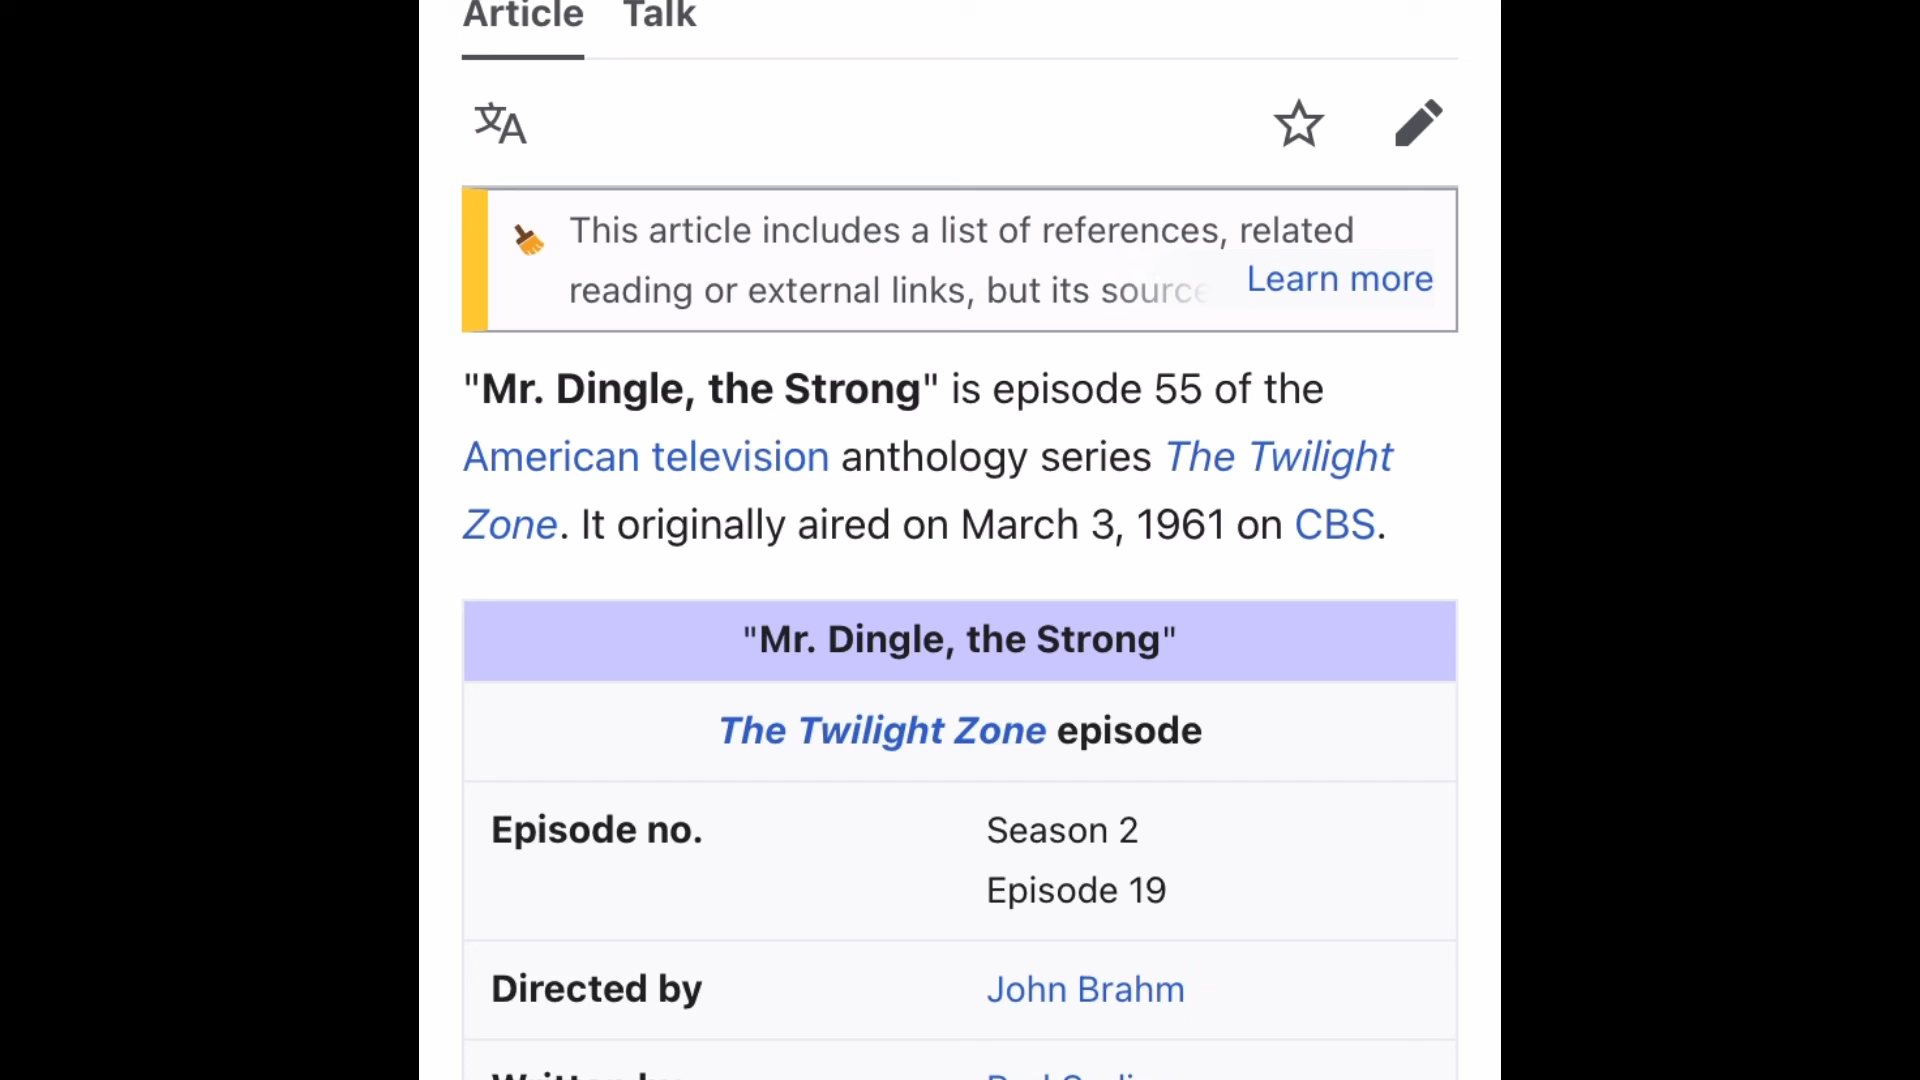 Article Talk
This article includes a list of references, related
reading or external links, but its source Learn more
"Mr. Dingle, the Strong" is episode 55 of the
American television anthology series The Twilight
Zone. It originally aired on March 3, 1961 on CBS.
"Mr. Dingle, the Strong"
The Twilight Zone episode
Episode no. Season 2
Episode 19
Directed by John Brahm